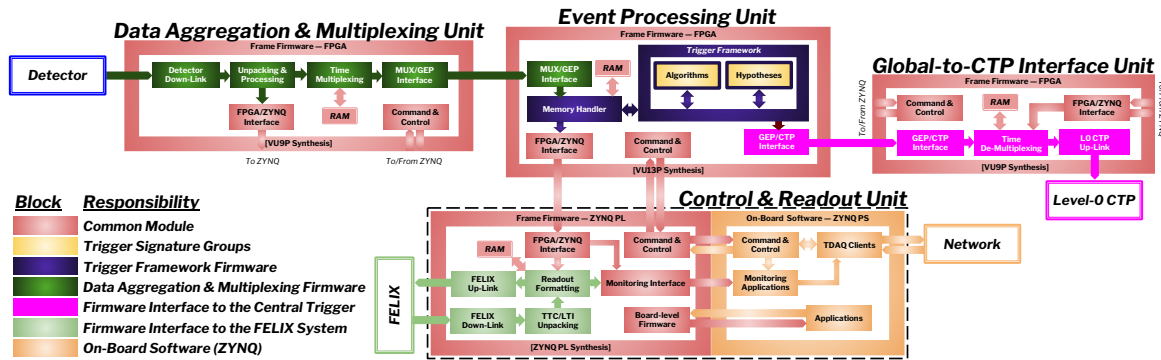 Data Aggregation & Multiplexing Unit
Frame Firmware — FPGA
Detector
Detector
Down-Link
Unpacking &
Processing
Time
Multiplexing
MUX/GEP
Interface
FPGA/ZYNQ
Interface
RAM
Command &
Control
[VU9P Synthesis]
To ZYNQ
To/From ZYNQ
Event Processing Unit
Frame Firmware — FPGA
MUX/GEP
Interface
RAM
Trigger Framework
Algorithms
Hypotheses
Memory Handler
FPGA/ZYNQ
Interface
Command &
Control
GEP/CTP
Interface
[VU13P Synthesis]
Global-to-CTP Interface Unit
Frame Firmware — FPGA
To/From ZYNQ
Command &
Control
RAM
FPGA/ZYNQ
Interface
GEP/CTP
Interface
Time
De-Multiplexing
L0 CTP
Up-Link
[VU9P Synthesis]
Level-0 CTP
Block Responsibility
Common Module
Trigger Signature Groups
Trigger Framework Firmware
Data Aggregation & Multiplexing Firmware
Firmware Interface to the Central Trigger
Firmware Interface to the FELIX System
On-Board Software (ZYNQ)
Control & Readout Unit
Frame Firmware — ZYNQ PL
RAM
FPGA/ZYNQ
Interface
Command &
Control
FELIX
FELIX
Up-Link
Readout
Formatting
Monitoring Interface
FELIX
Down-Link
TTC/LTI
Unpacking
Board-level
Firmware
[ZYNQ PL Synthesis]
On-Board Software — ZYNQ PS
Command &
Control
TDAQ Clients
Monitoring
Applications
Applications
Network